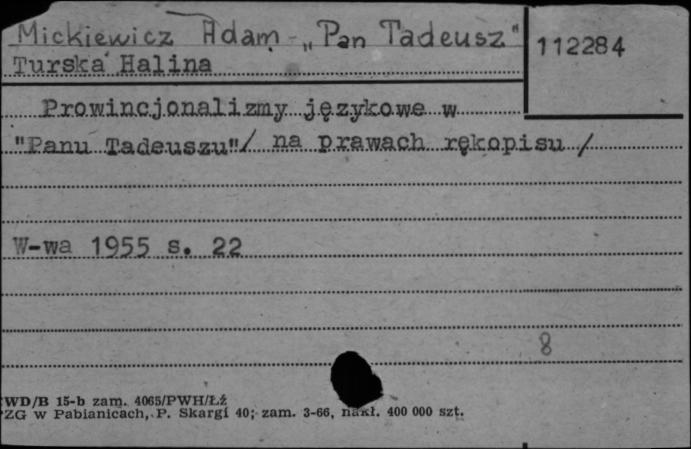 Mickiewicz Adam - „Pan Tadeusz"
112284
Turska Halina
Prowincjonalizmy językowe w
"Panu Tadeuszu"/ na prawach rękopisu /
W-wa 1955 s. 22
8
WD/B 15-b zam. 4065/PWH/Łź
PZG w Pabianicach, P. Skargi 40; zam. 3-66, nakł. 400 000 szt.